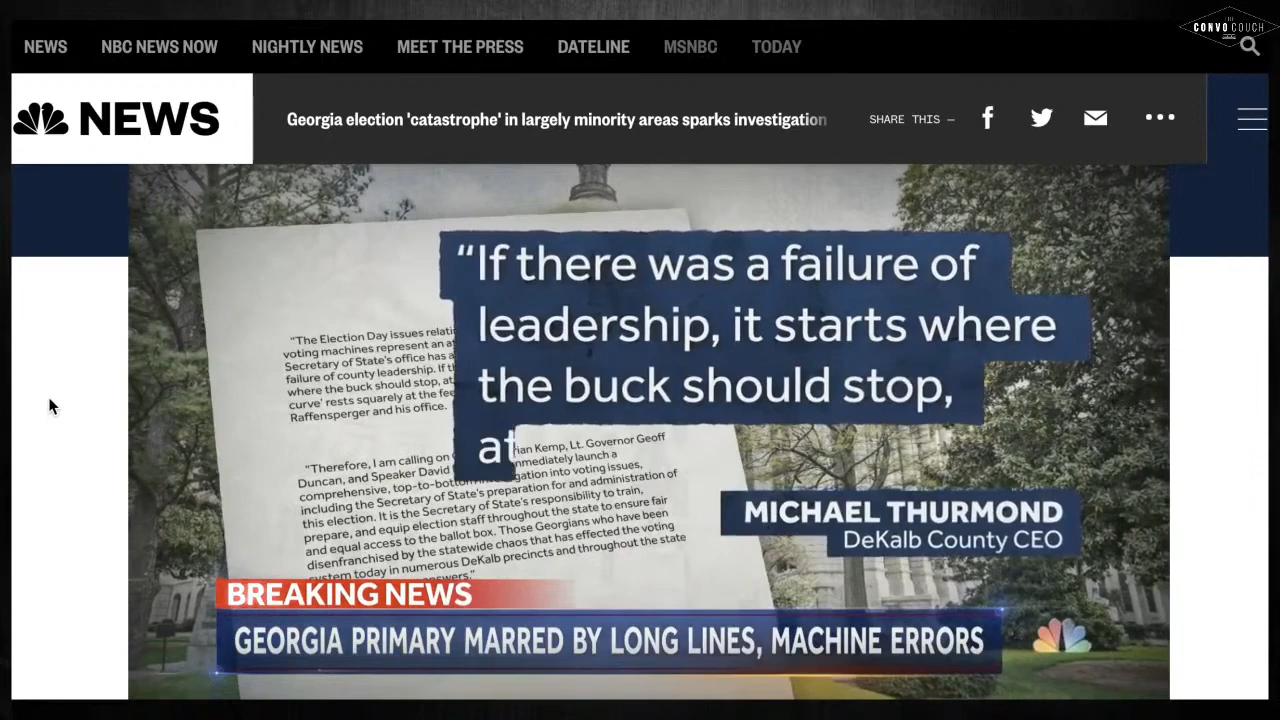 THE
CONVO COUCH
NEWS NBC NEWS NOW NIGHTLY NEWS MEET THE PRESS DATELINE MSNBC TODAY
NEWS
Georgia election 'catastrophe' in largely minority areas sparks investigation
SHARE THIS —
“If there was a failure of
leadership, it starts where
the buck should stop,
at
"The Election Day issues relati
voting machines represent an a
Secretary of State's office has a
failure of county leadership. If th
where the buck should stop, at
curve' rests squarely at the fee
Raffensperger and his office.
"Therefore, I am calling on rian Kemp, Lt. Governor Geoff
Duncan, and Speaker David mmediately launch a
comprehensive, top-to-bottom investigation into voting issues,
including the Secretary of State's preparation for and administration of
this election. It is the Secretary of State's responsibility to train,
prepare, and equip election staff throughout the state to ensure fair
and equal access to the ballot box. Those Georgians who have been
disenfranchised by the statewide chaos that has effected the voting
system today in numerous DeKalb precincts and throughout the state
answers."
MICHAEL THURMOND
DeKalb County CEO
BREAKING NEWS
GEORGIA PRIMARY MARRED BY LONG LINES, MACHINE ERRORS